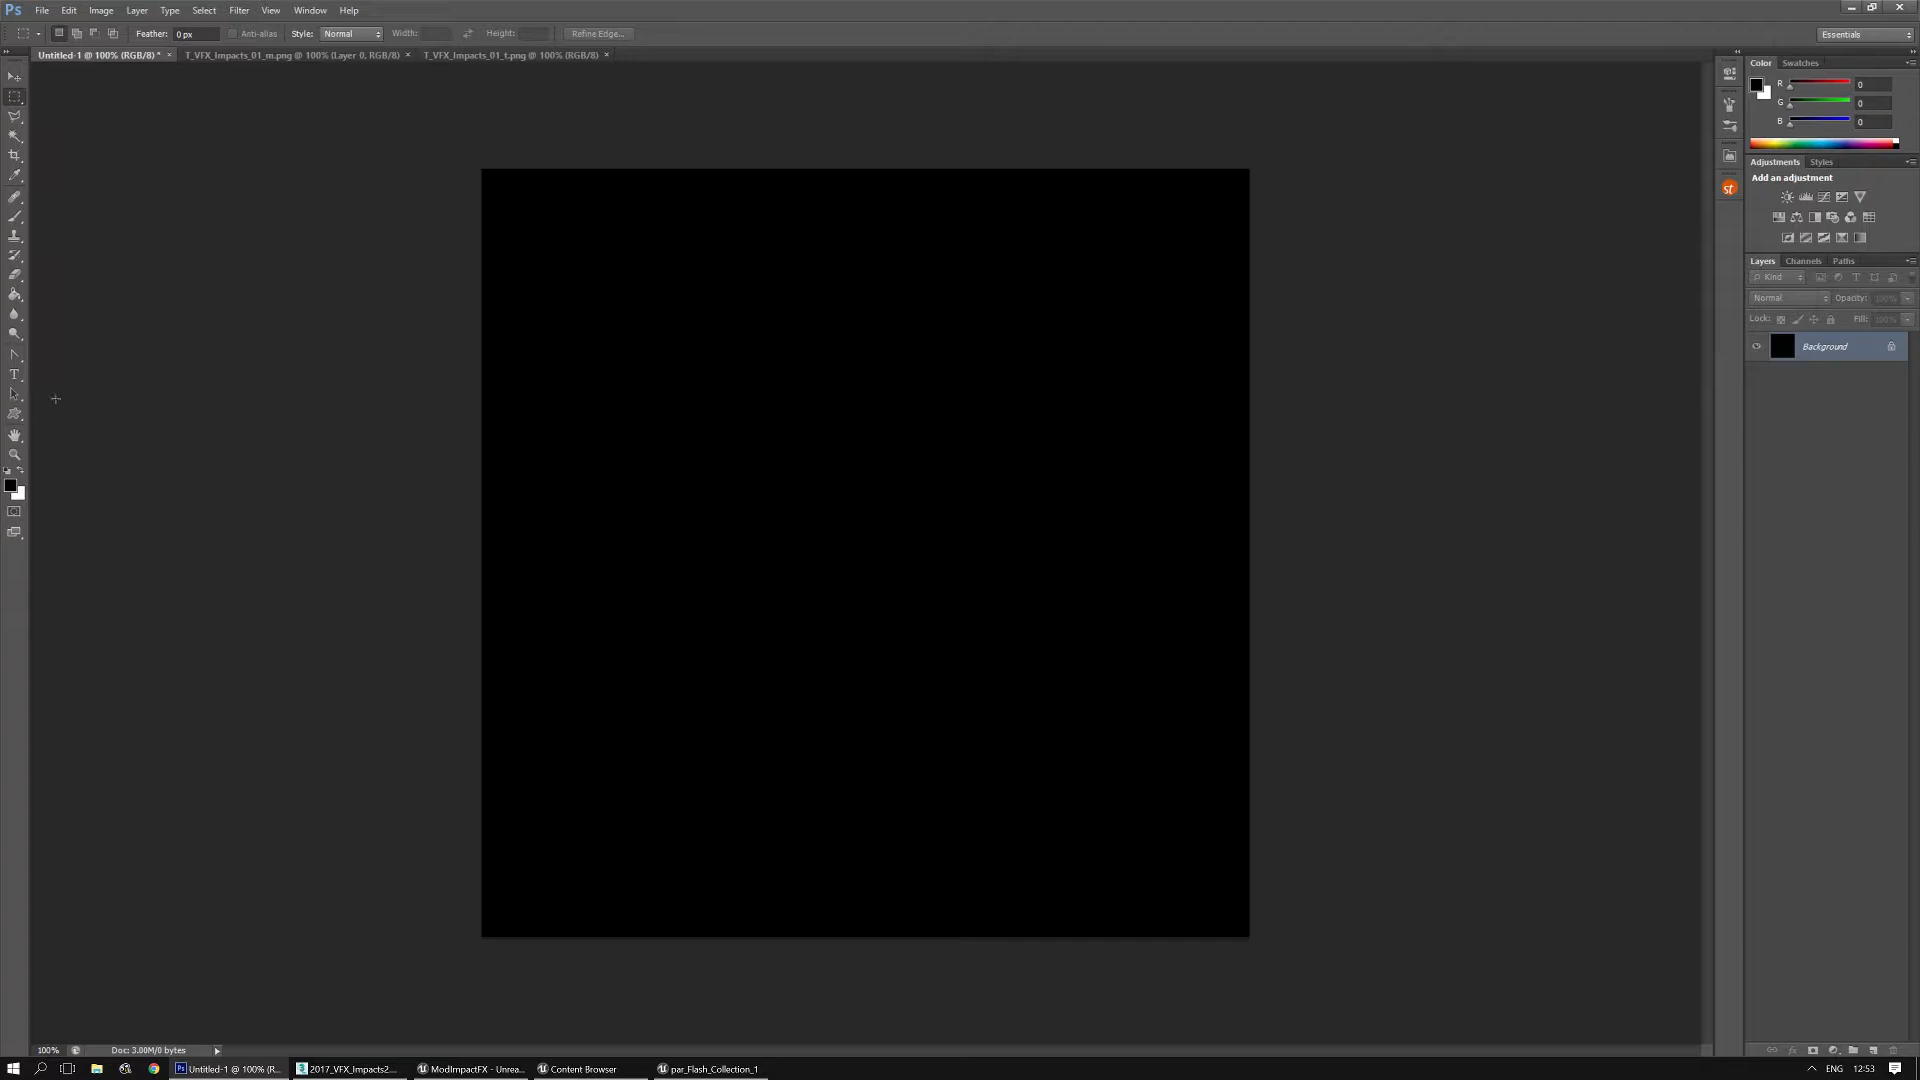 Ps File Edit Image Layer Type Select Filter View Window Help
Feather: 0 px Anti-alias Style: Normal Width: Height: Refine Edge... Essentials
Untitled-1 @ 100% (RGB/8) * × T_VFX_Impacts_01_m.png @ 100% (Layer 0, RGB/8) × T_VFX_Impacts_01_t.png @ 100% (RGB/8) ×
Color Swatches
R 0
G 0
B 0
Adjustments Styles
Add an adjustment
st
Layers Channels Paths
Kind
Normal Opacity: 100%
Lock: Fill: 100%
Background
T
100% Doc: 3.00M/0 bytes
fx
Untitled-1 @ 100% (R... 2017_VFX_Impacts2... ModImpactFX - Unrea... Content Browser par_Flash_Collection_1 ENG 12:53